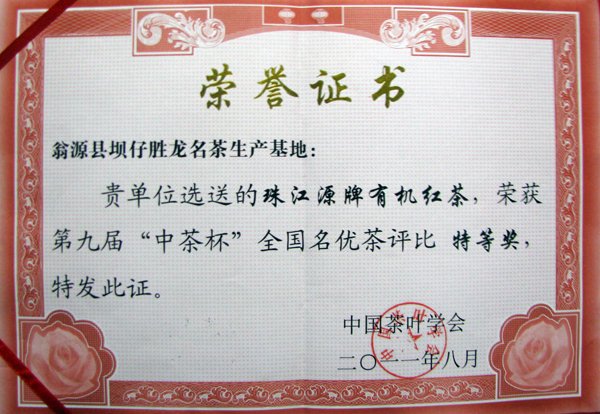 荣誉证书
翁源县坝仔胜龙名茶生产基地：
贵单位选送的珠江源牌有机红茶，荣获
第九届“中茶杯”全国名优茶评比 特等奖，
特发此证。
中国茶叶学会
二〇一一年八月